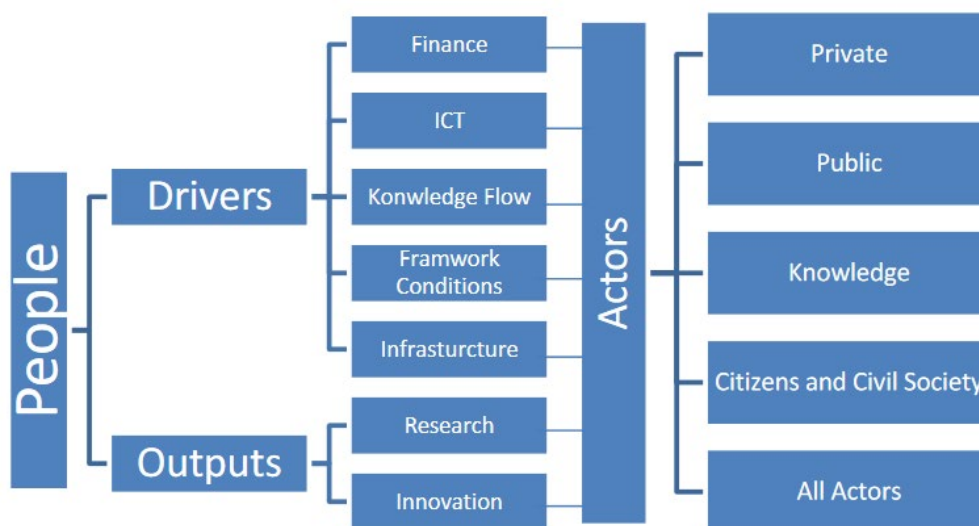 People
Drivers
Outputs
Finance
ICT
Konwledge Flow
Framwork
Conditions
Infrasturcture
Research
Innovation
Actors
Private
Public
Knowledge
Citizens and Civil Society
All Actors